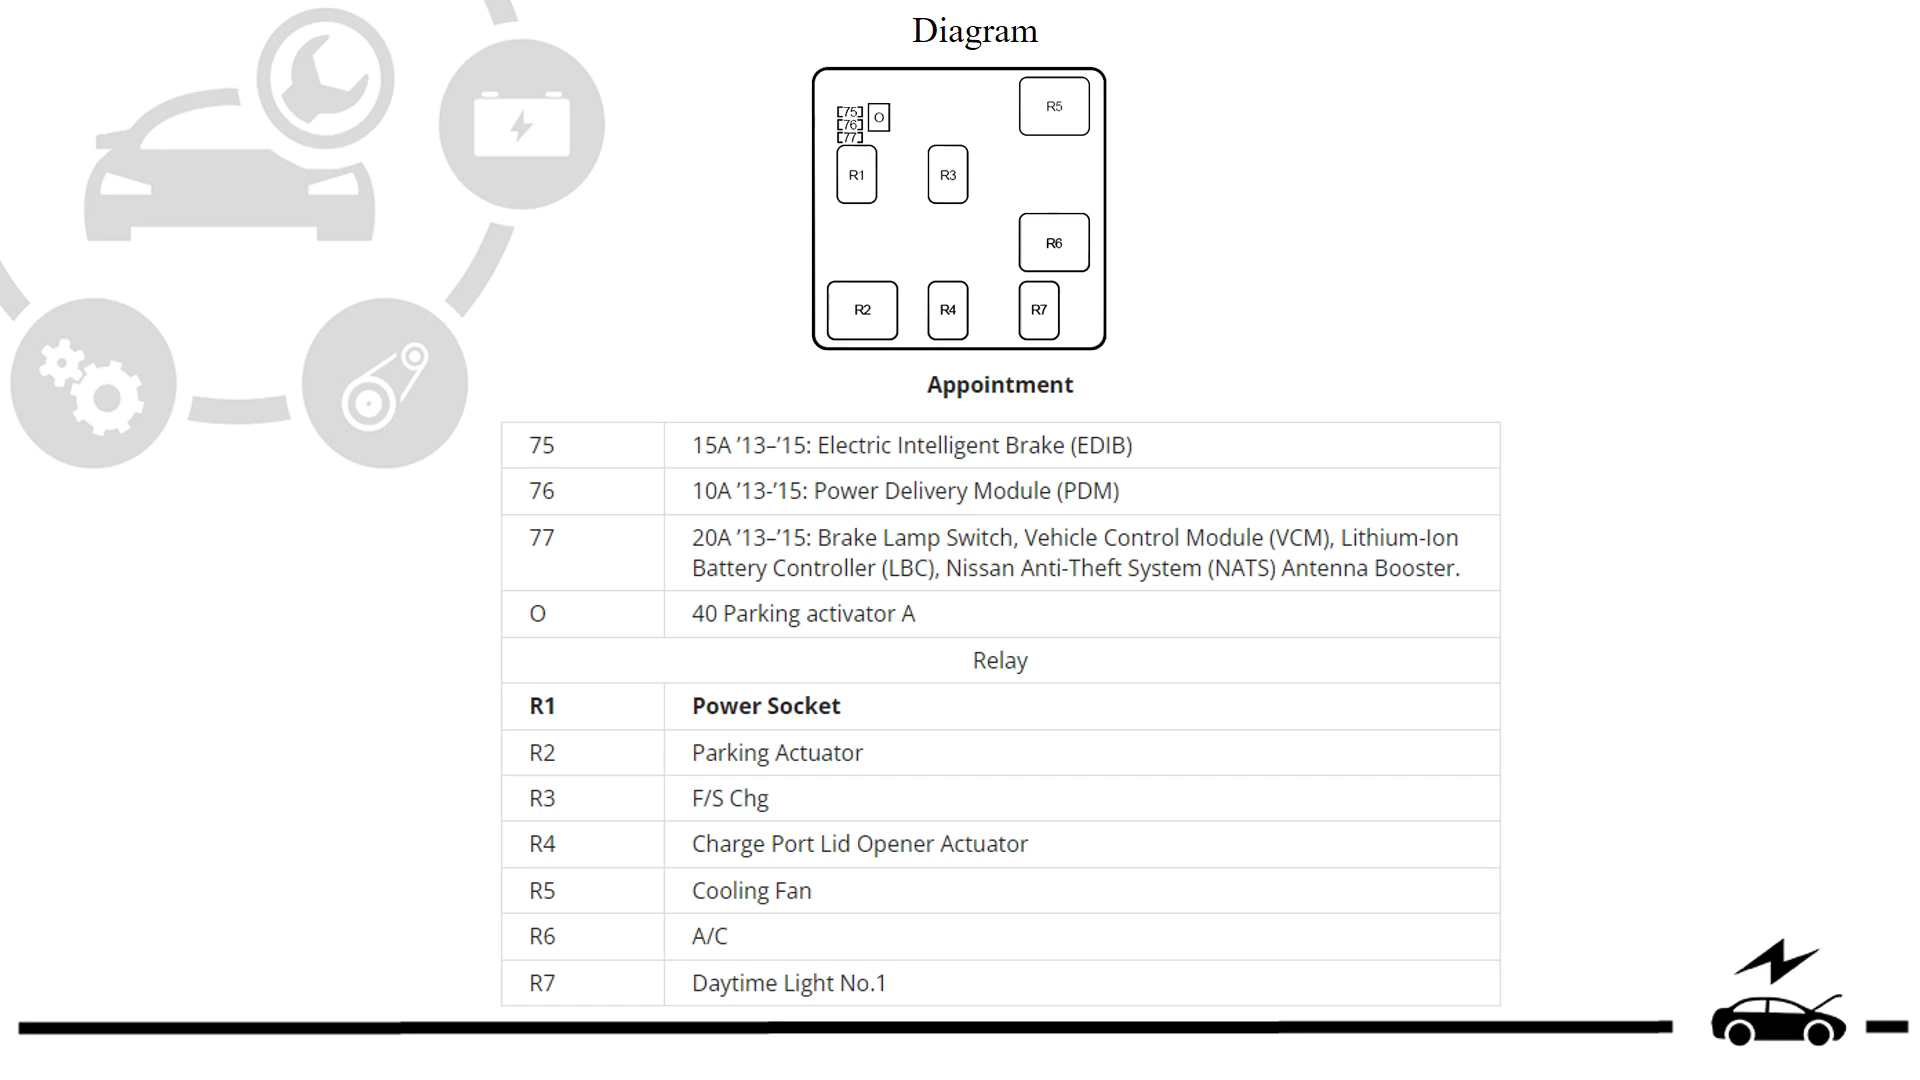 Diagram
[75]
[76]
[77]
O
R5
R1
R3
R6
R2
R4
R7
Appointment
75 15A ’13–’15: Electric Intelligent Brake (EDIB)
76 10A ’13-’15: Power Delivery Module (PDM)
77 20A ’13–’15: Brake Lamp Switch, Vehicle Control Module (VCM), Lithium-Ion
Battery Controller (LBC), Nissan Anti-Theft System (NATS) Antenna Booster.
O 40 Parking activator A
Relay
R1 Power Socket
R2 Parking Actuator
R3 F/S Chg
R4 Charge Port Lid Opener Actuator
R5 Cooling Fan
R6 A/C
R7 Daytime Light No.1